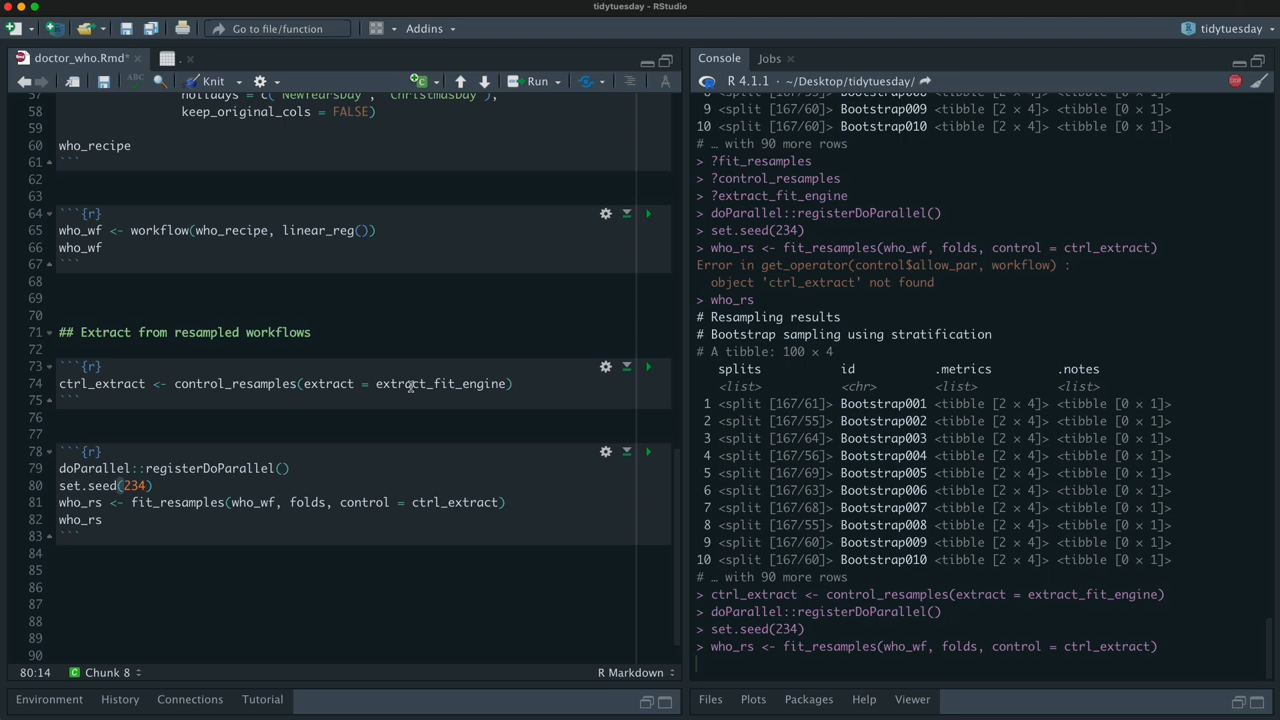 tidytuesday - RStudio
Go to file/function
Addins
tidytuesday
doctor_who.Rmd*
.
Knit
Run
57 holidays = c("NewYearsDay", "ChristmasDay"),
58 keep_original_cols = FALSE)
59
60 who_recipe
61 ```
62
63
64 ```{r}
65 who_wf <- workflow(who_recipe, linear_reg())
66 who_wf
67 ```
68
69
70
71 ## Extract from resampled workflows
72
73 ```{r}
74 ctrl_extract <- control_resamples(extract = extract_fit_engine)
75 ```
76
77
78 ```{r}
79 doParallel::registerDoParallel()
80 set.seed(234)
81 who_rs <- fit_resamples(who_wf, folds, control = ctrl_extract)
82 who_rs
83 ```
84
85
86
87
88
89
90
80:14 Chunk 8 R Markdown
Environment History Connections Tutorial
Console Jobs
R 4.1.1 · ~/Desktop/tidytuesday/
8 <split [167/55]> Bootstrap008 <tibble [2 × 4]> <tibble [0 × 1]>
9 <split [167/60]> Bootstrap009 <tibble [2 × 4]> <tibble [0 × 1]>
10 <split [167/60]> Bootstrap010 <tibble [2 × 4]> <tibble [0 × 1]>
# … with 90 more rows
> ?fit_resamples
> ?control_resamples
> ?extract_fit_engine
> doParallel::registerDoParallel()
> set.seed(234)
> who_rs <- fit_resamples(who_wf, folds, control = ctrl_extract)
Error in get_operator(control$allow_par, workflow) :
object 'ctrl_extract' not found
> who_rs
# Resampling results
# Bootstrap sampling using stratification
# A tibble: 100 × 4
splits id .metrics .notes
<list> <chr> <list> <list>
1 <split [167/61]> Bootstrap001 <tibble [2 × 4]> <tibble [0 × 1]>
2 <split [167/55]> Bootstrap002 <tibble [2 × 4]> <tibble [0 × 1]>
3 <split [167/64]> Bootstrap003 <tibble [2 × 4]> <tibble [0 × 1]>
4 <split [167/56]> Bootstrap004 <tibble [2 × 4]> <tibble [0 × 1]>
5 <split [167/69]> Bootstrap005 <tibble [2 × 4]> <tibble [0 × 1]>
6 <split [167/63]> Bootstrap006 <tibble [2 × 4]> <tibble [0 × 1]>
7 <split [167/58]> Bootstrap007 <tibble [2 × 4]> <tibble [0 × 1]>
8 <split [167/55]> Bootstrap008 <tibble [2 × 4]> <tibble [0 × 1]>
9 <split [167/60]> Bootstrap009 <tibble [2 × 4]> <tibble [0 × 1]>
10 <split [167/60]> Bootstrap010 <tibble [2 × 4]> <tibble [0 × 1]>
# … with 90 more rows
> ctrl_extract <- control_resamples(extract = extract_fit_engine)
> doParallel::registerDoParallel()
> set.seed(234)
> who_rs <- fit_resamples(who_wf, folds, control = ctrl_extract)
Files Plots Packages Help Viewer